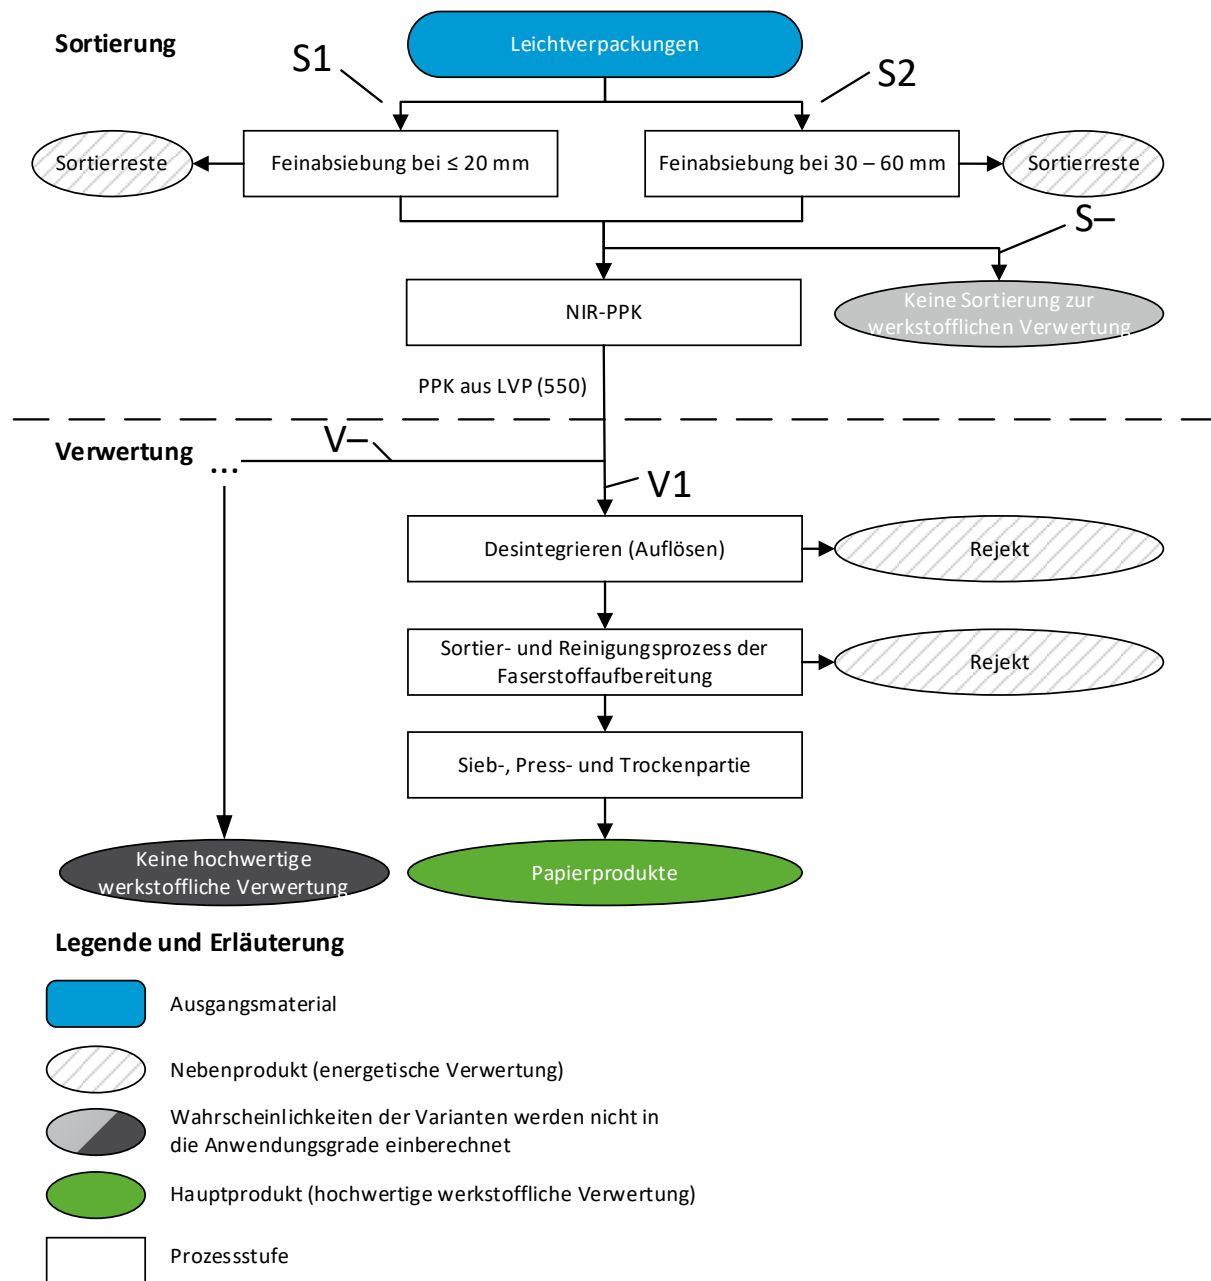 Sortierung
Leichtverpackungen
S1
S2
Sortierreste
Feinabsiebung bei ≤ 20 mm
Feinabsiebung bei 30 – 60 mm
Sortierreste
S–
NIR-PPK
Keine Sortierung zur
werkstofflichen Verwertung
PPK aus LVP (550)
Verwertung
...
V–
V1
Desintegrieren (Auflösen)
Rejekt
Sortier- und Reinigungsprozess der
Faserstoffaufbereitung
Rejekt
Sieb-, Press- und Trockenpartie
Keine hochwertige
werkstoffliche Verwertung
Papierprodukte
Legende und Erläuterung
Ausgangsmaterial
Nebenprodukt (energetische Verwertung)
Wahrscheinlichkeiten der Varianten werden nicht in
die Anwendungsgrade einberechnet
Hauptprodukt (hochwertige werkstoffliche Verwertung)
Prozessstufe